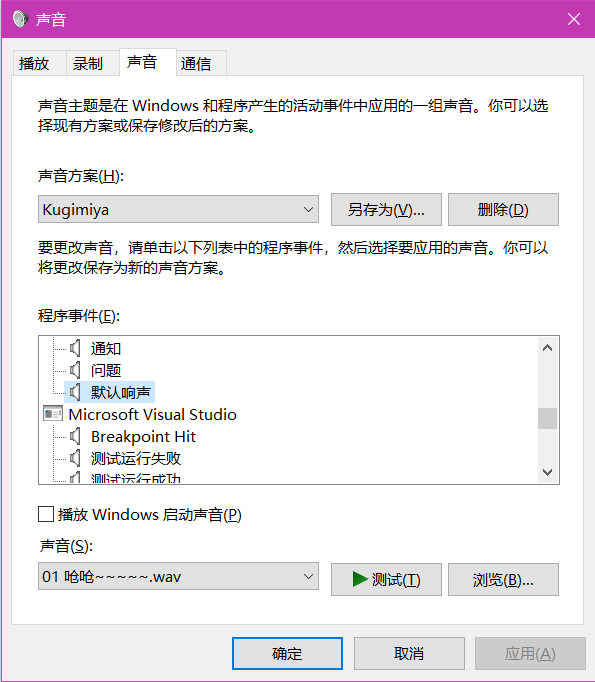 声音
播放 录制 声音 通信
声音主题是在 Windows 和程序产生的活动事件中应用的一组声音。你可以选
择现有方案或保存修改后的方案。
声音方案(H):
Kugimiya 另存为(V)... 删除(D)
要更改声音，请单击以下列表中的程序事件，然后选择要应用的声音。你可以
将更改保存为新的声音方案。
程序事件(E):
通知
问题
默认响声
Microsoft Visual Studio
Breakpoint Hit
测试运行失败
测试运行成功
播放 Windows 启动声音(P)
声音(S):
01 呛呛~~~~~.wav 测试(T) 浏览(B)...
确定 取消 应用(A)